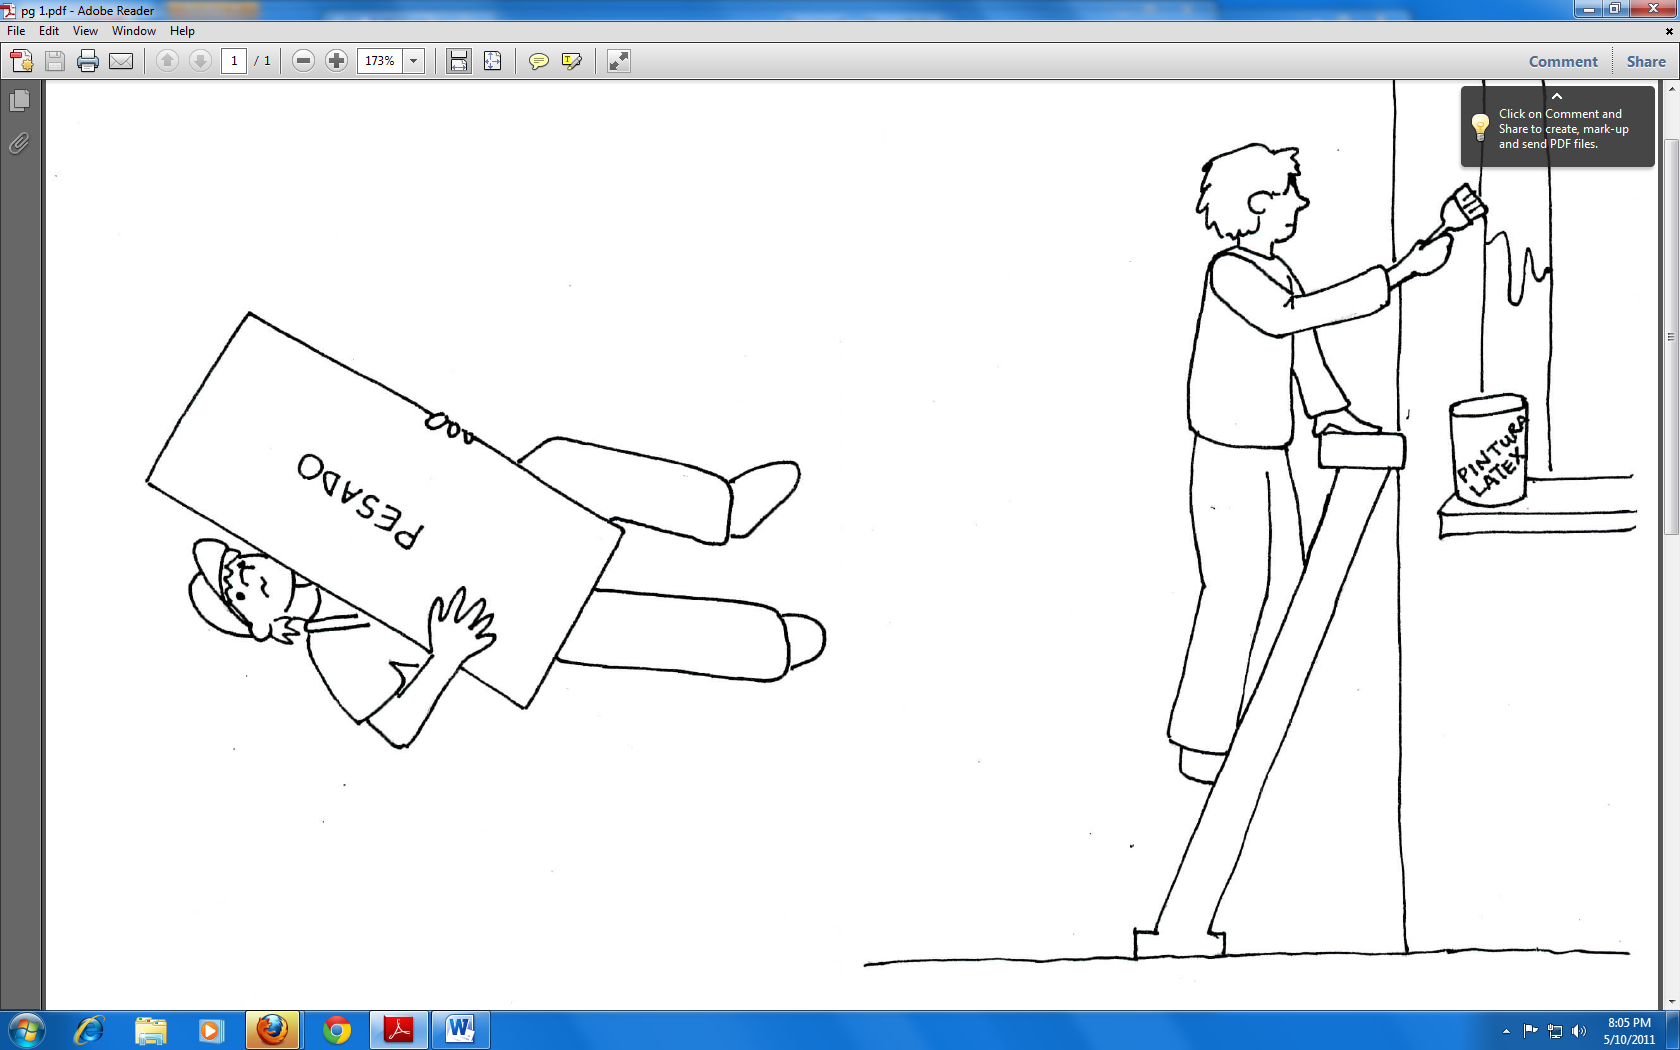 pg 1.pdf - Adobe Reader
File Edit View Window Help
1 / 1 173% Comment Share
Click on Comment and
Share to create, mark-up
and send PDF files.
PESADO
PINTURA
LATEX
8:05 PM
5/10/2011